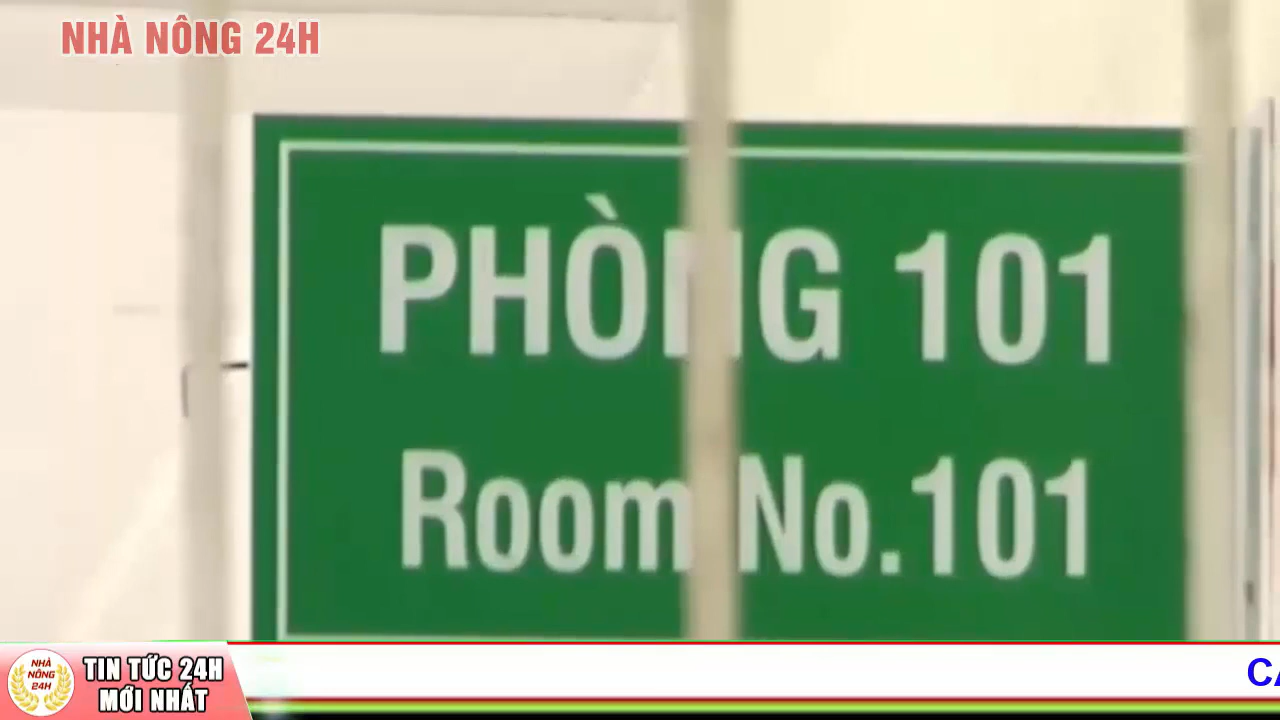 NHÀ NÔNG 24H
PHÒNG 101
Room No.101
NHÀ
NÔNG
24H
TIN TỨC 24H
MỚI NHẤT